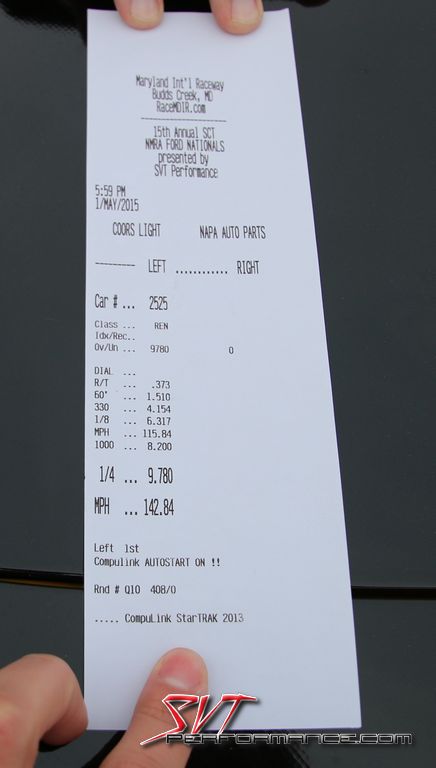 Maryland Int'l Raceway
Budds Creek, MD
RaceMDIR.com
--------------------
15th Annual SCT
NMRA FORD NATIONALS
presented by
SVT Performance
5:59 PM
1/MAY/2015
COORS LIGHT NAPA AUTO PARTS
--------- LEFT ............ RIGHT
Car # ... 2525
Class ... REN
Idx/Rec..
Ov/Un ... 9780 0
DIAL ...
R/T ... .373
60' ... 1.510
330 ... 4.154
1/8 ... 6.317
MPH ... 115.84
1000 ... 8.200
1/4 ... 9.780
MPH ... 142.84
Left 1st
Compulink AUTOSTART ON !!
Rnd # Q10 408/0
..... CompuLink StarTRAK 2013
SVT
PERFORMANCE.COM